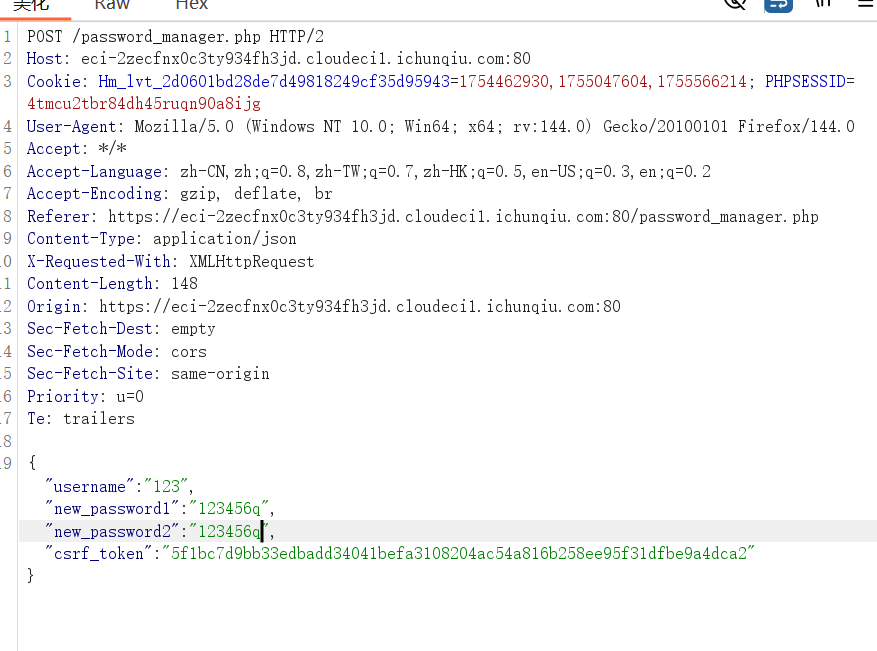 美化 Raw Hex \n
1 POST /password_manager.php HTTP/2
2 Host: eci-2zecfnx0c3ty934fh3jd.cloudeci1.ichunqiu.com:80
3 Cookie: Hm_lvt_2d0601bd28de7d49818249cf35d95943=1754462930,1755047604,1755566214; PHPSESSID=
4tmcu2tbr84dh45ruqn90a8ijg
4 User-Agent: Mozilla/5.0 (Windows NT 10.0; Win64; x64; rv:144.0) Gecko/20100101 Firefox/144.0
5 Accept: */*
6 Accept-Language: zh-CN,zh;q=0.8,zh-TW;q=0.7,zh-HK;q=0.5,en-US;q=0.3,en;q=0.2
7 Accept-Encoding: gzip, deflate, br
8 Referer: https://eci-2zecfnx0c3ty934fh3jd.cloudeci1.ichunqiu.com:80/password_manager.php
9 Content-Type: application/json
0 X-Requested-With: XMLHttpRequest
1 Content-Length: 148
2 Origin: https://eci-2zecfnx0c3ty934fh3jd.cloudeci1.ichunqiu.com:80
3 Sec-Fetch-Dest: empty
4 Sec-Fetch-Mode: cors
5 Sec-Fetch-Site: same-origin
6 Priority: u=0
7 Te: trailers
8
9 {
"username":"123",
"new_password1":"123456q",
"new_password2":"123456q",
"csrf_token":"5f1bc7d9bb33edbadd34041befa3108204ac54a816b258ee95f31dfbe9a4dca2"
}